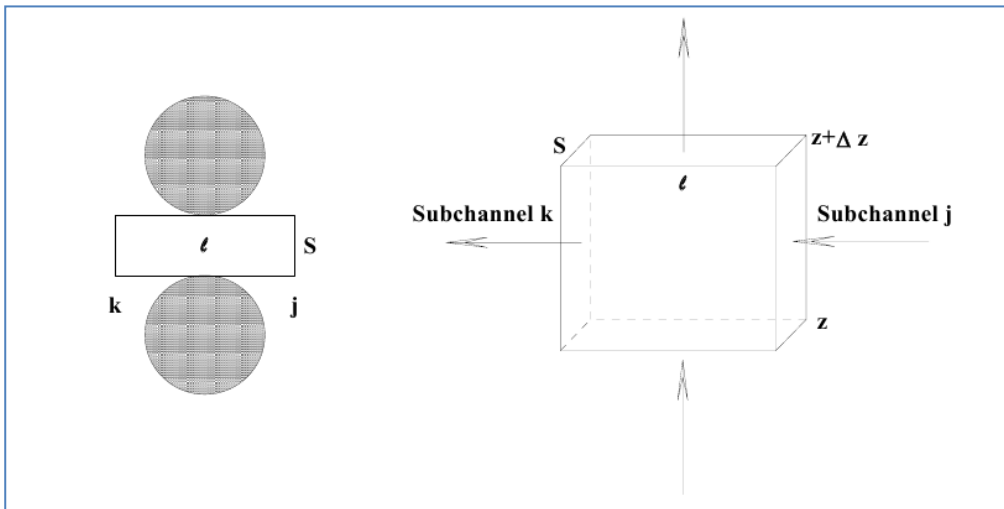 ℓ
S
k
j
S
z+Δ z
ℓ
Subchannel k
Subchannel j
z